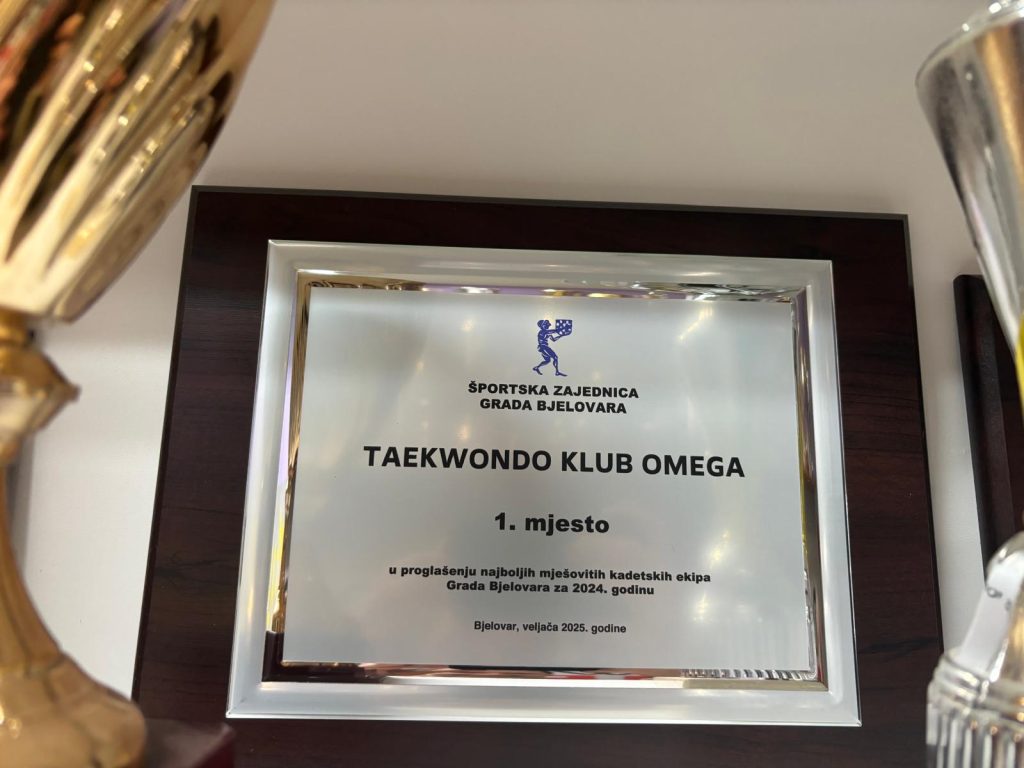 ŠPORTSKA ZAJEDNICA
GRADA BJELOVARA
TAEKWONDO KLUB OMEGA
1. mjesto
u proglašenju najboljih mješovitih kadetskih ekipa
Grada Bjelovara za 2024. godinu
Bjelovar, veljača 2025. godine